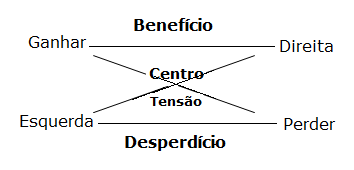 Benefício
Ganhar
Direita
Centro
Tensão
Esquerda
Perder
Desperdício